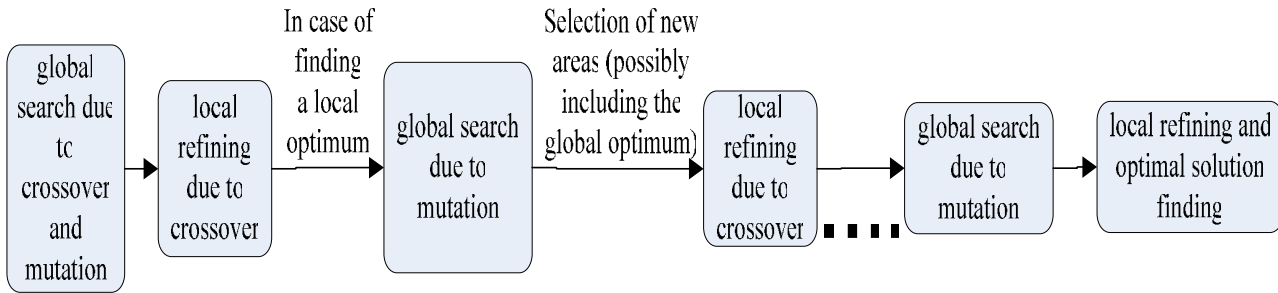 global
search due
to
crossover
and
mutation
local
refining
due to
crossover
In case of
finding
a local
optimum
global search
due to
mutation
Selection of new
areas (possibly
including the
global optimum)
local
refining
due to
crossover
global search
due to
mutation
local refining and
optimal solution
finding